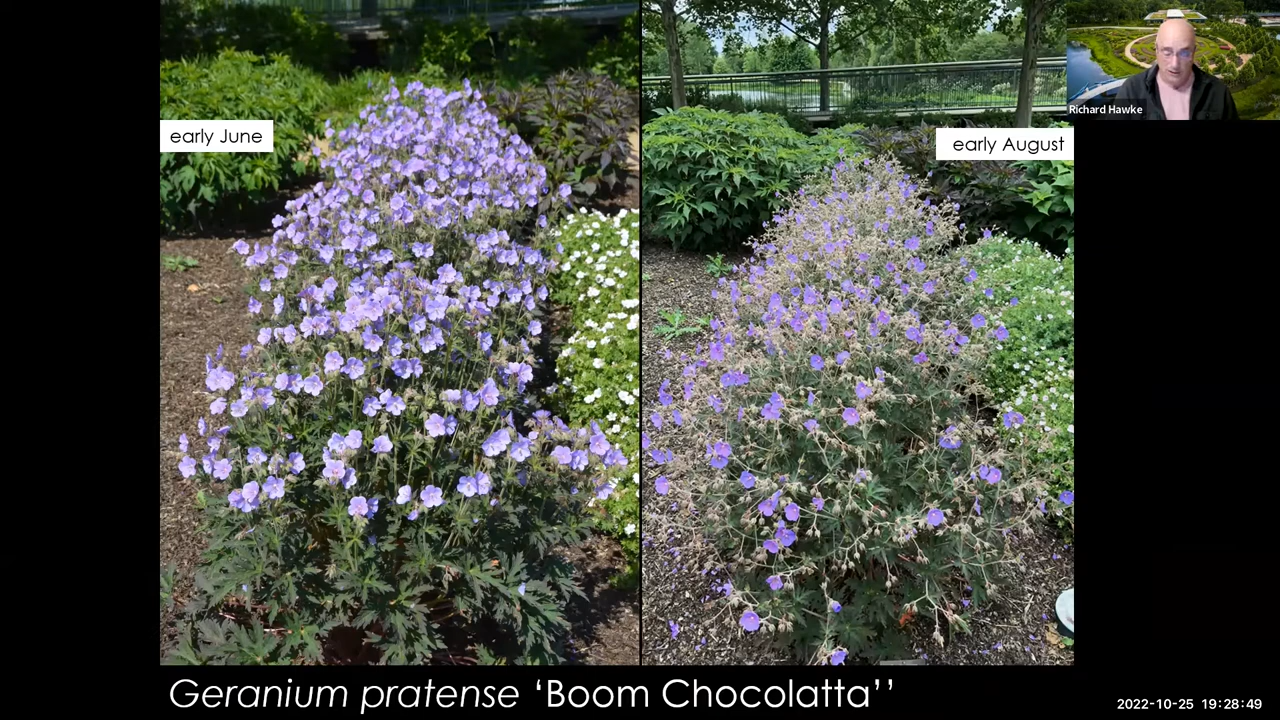 early June
early August
Richard Hawke
Geranium pratense ‘Boom Chocolatta’’
2022-10-25 19:28:49